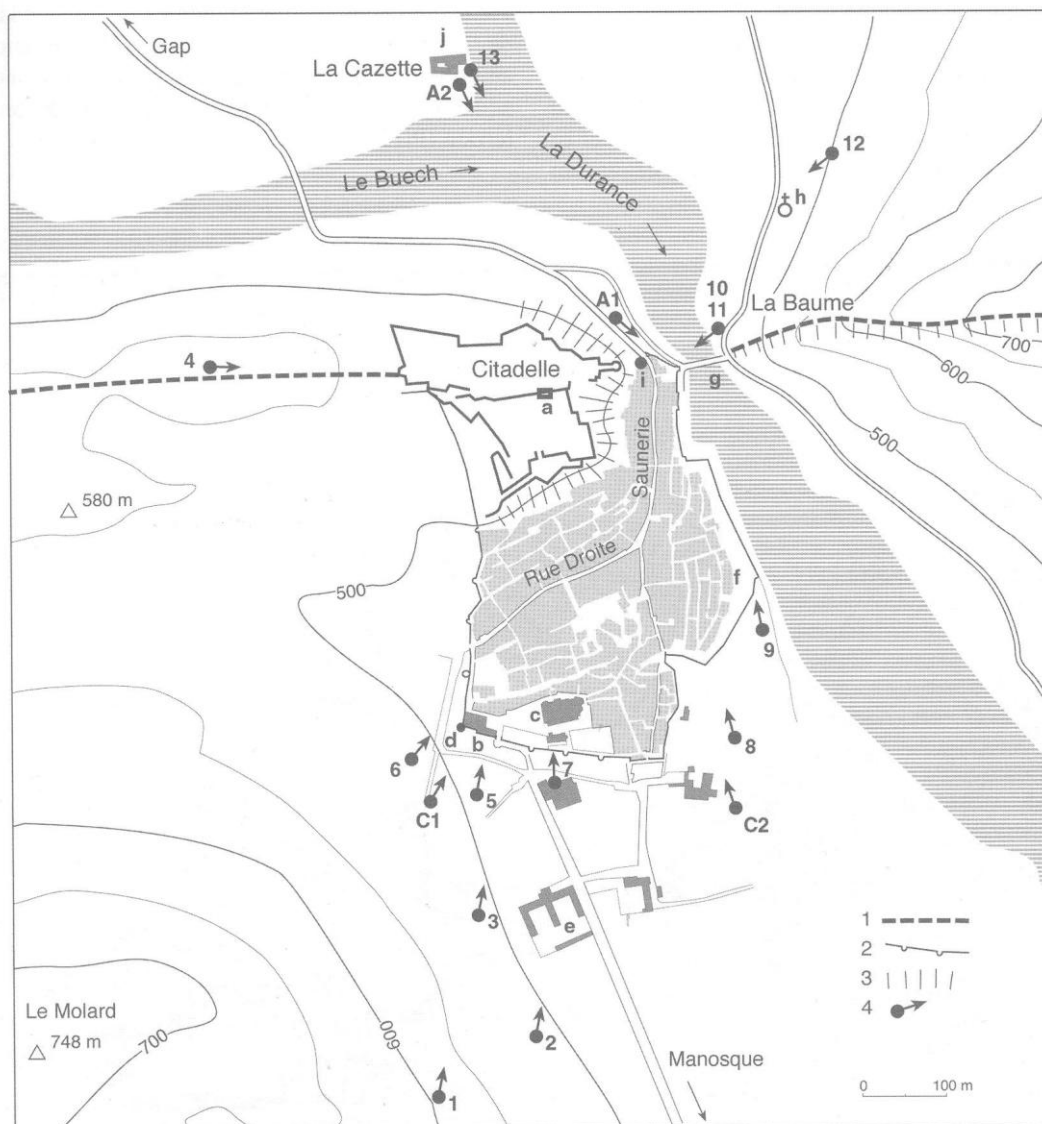 Gap
j
La Cazette
13
A2
12
La Durance
Le Buech
h
10
11
La Baume
A1
700
4
Citadelle
i
9
a
600
Saunerie
500
580 m
Rue Droite
f
500
9
c
d
b
8
6
7
5
C1
C2
3
e
1
2
3
4
Le Molard
748 m
700
600
2
Manosque
0 100 m
1